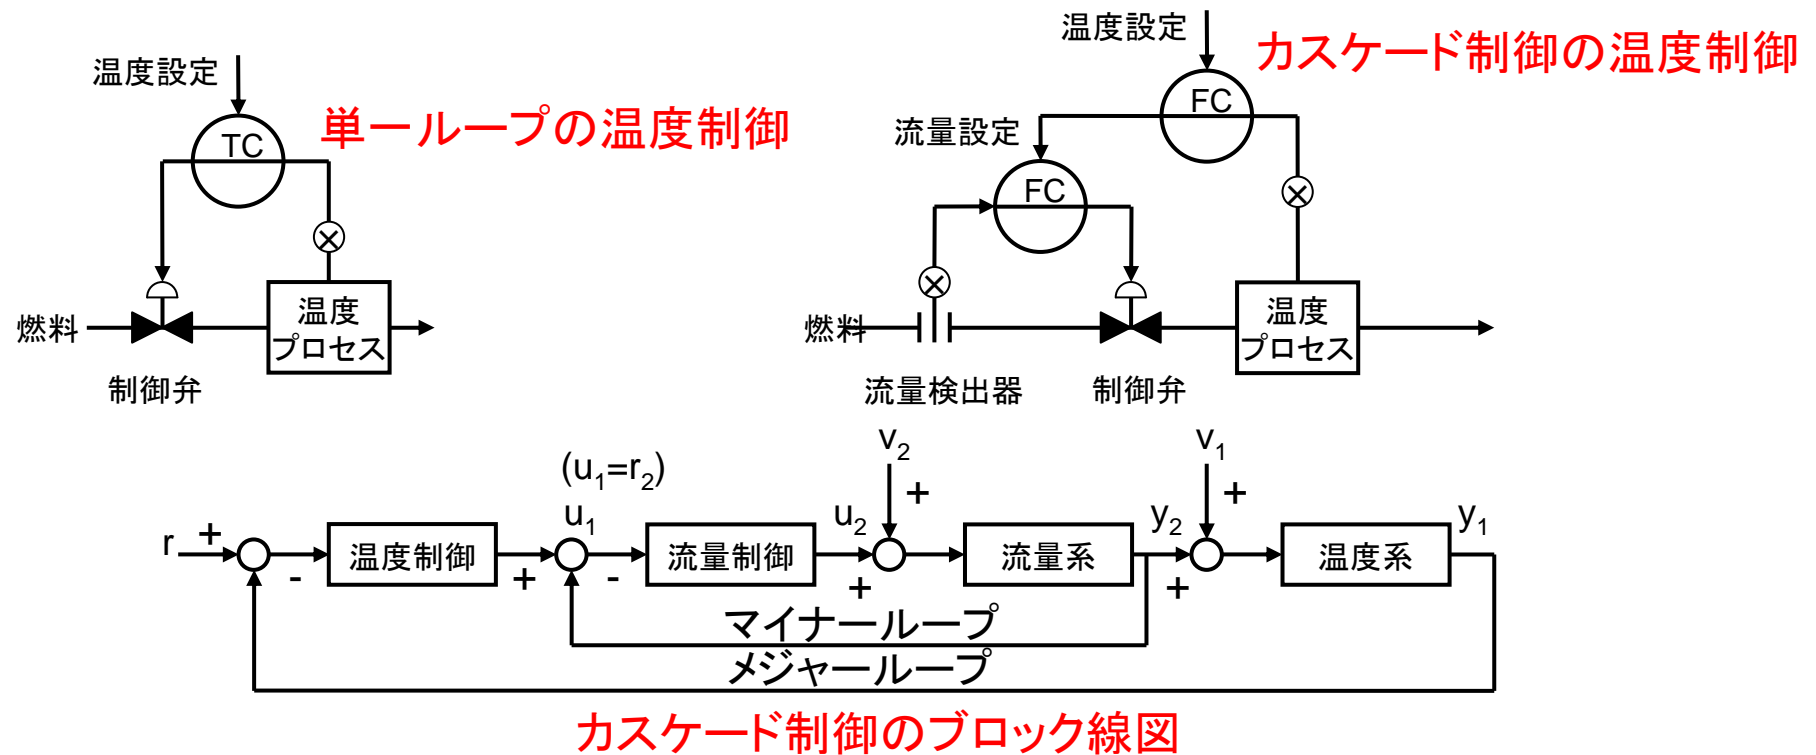 温度設定
単一ループの温度制御
TC
燃料
温度
プロセス
制御弁
温度設定
カスケード制御の温度制御
FC
流量設定
FC
燃料
温度
プロセス
流量検出器
制御弁
(u1=r2)
v2
v1
r
+
-
温度制御
+
u1
-
流量制御
u2
+
+
流量系
y2
+
+
温度系
y1
マイナーループ
メジャーループ
カスケード制御のブロック線図